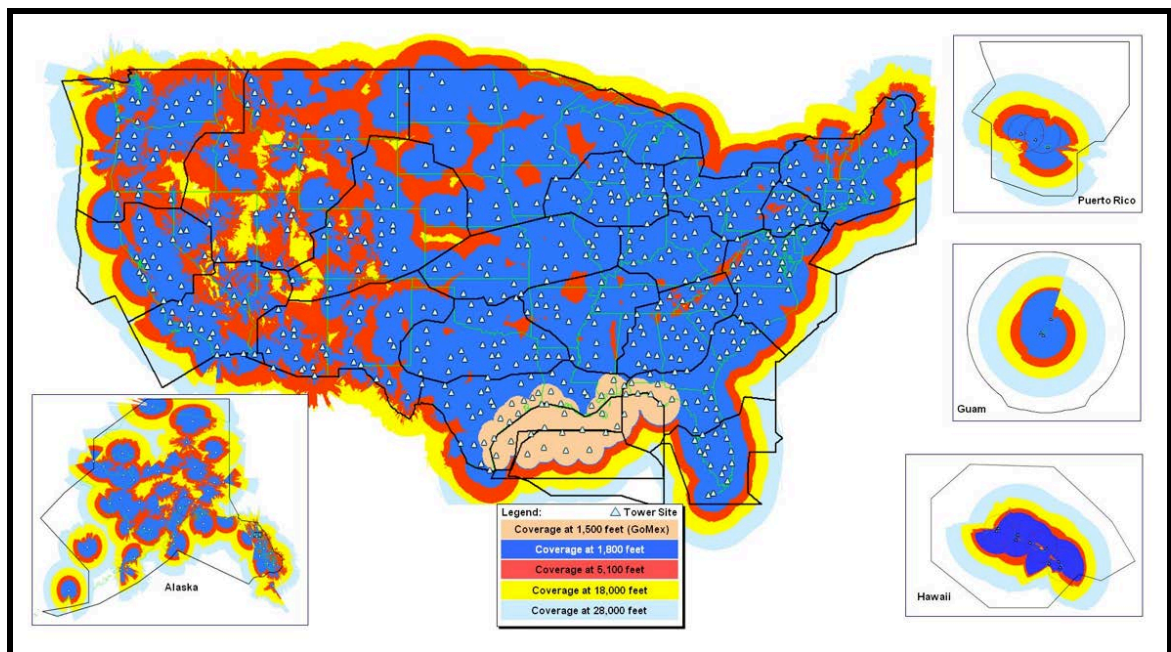 Puerto Rico
Guam
Alaska
Legend: Tower Site
Coverage at 1,500 feet (GoMex)
Coverage at 1,800 feet
Coverage at 5,100 feet
Coverage at 18,000 feet
Coverage at 28,000 feet
Hawaii